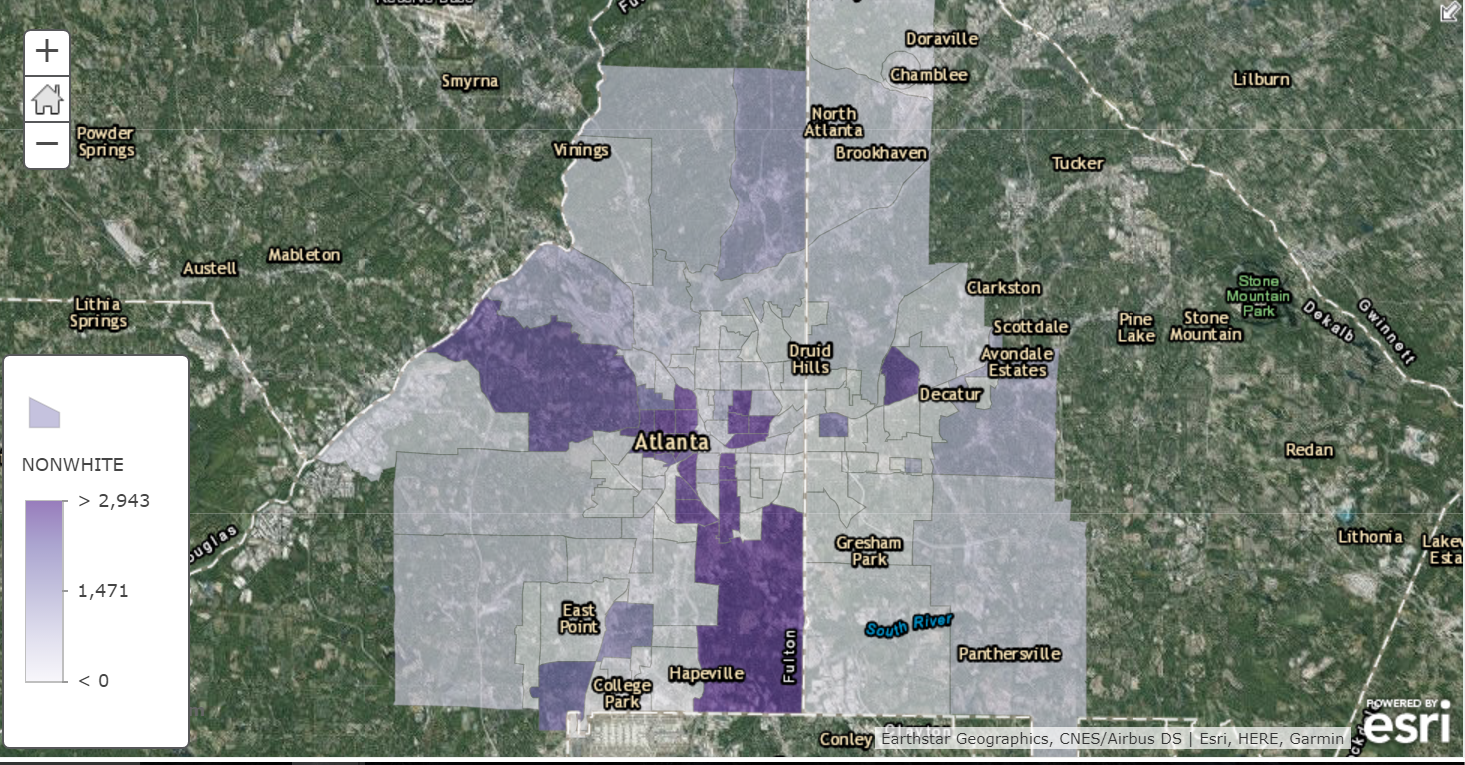 +
−
Doraville
Chamblee
Smyrna
Lilburn
North
Atlanta
Powder
Springs
Vinings
Brookhaven
Tucker
Mableton
Austell
Clarkston
Stone
Mountain
Park
Lithia
Springs
Scottdale
Pine
Lake
Stone
Mountain
Dekalb
Gwinnett
Druid
Hills
Avondale
Estates
Decatur
Atlanta
Redan
NONWHITE
> 2,943
1,471
< 0
Gresham
Park
Lithonia
East
Point
South River
Fulton
Panthersville
Hapeville
College
Park
Conley
Clayton
Earthstar Geographics, CNES/Airbus DS | Esri, HERE, Garmin
POWERED BY
esri